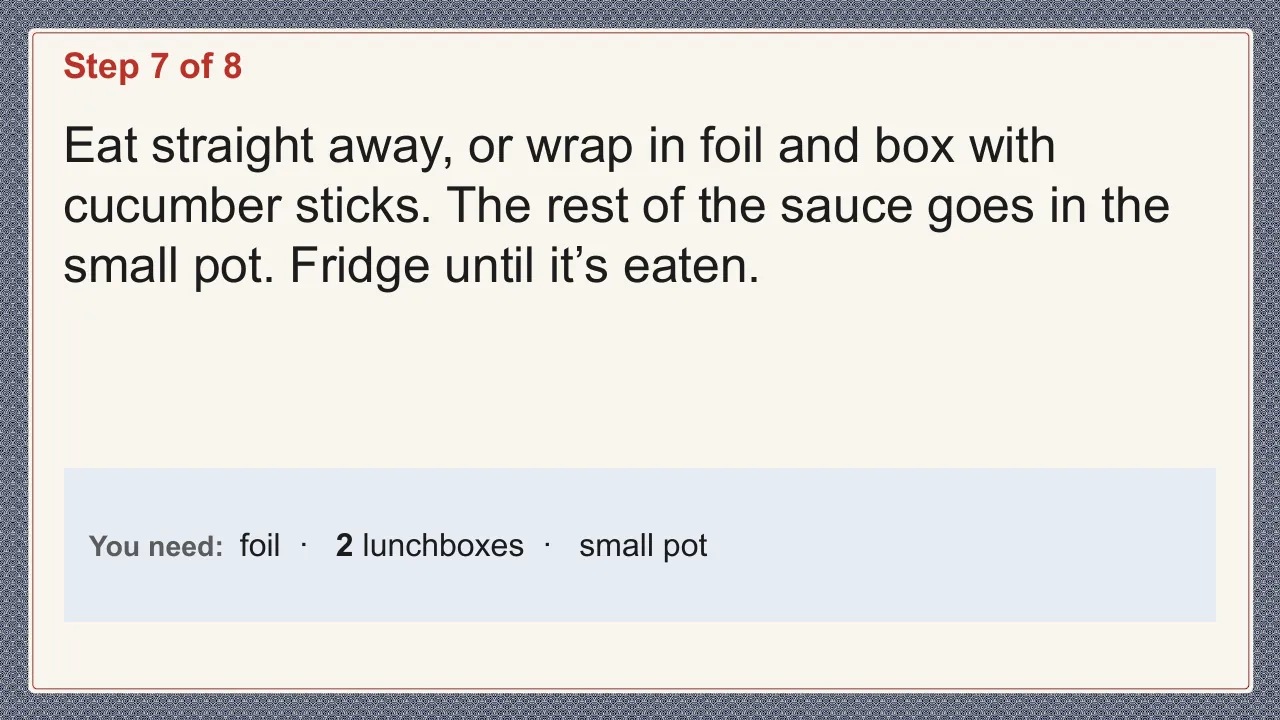 Step 7 of 8
Eat straight away, or wrap in foil and box with
cucumber sticks. The rest of the sauce goes in the
small pot. Fridge until it’s eaten.
You need: foil · 2 lunchboxes · small pot